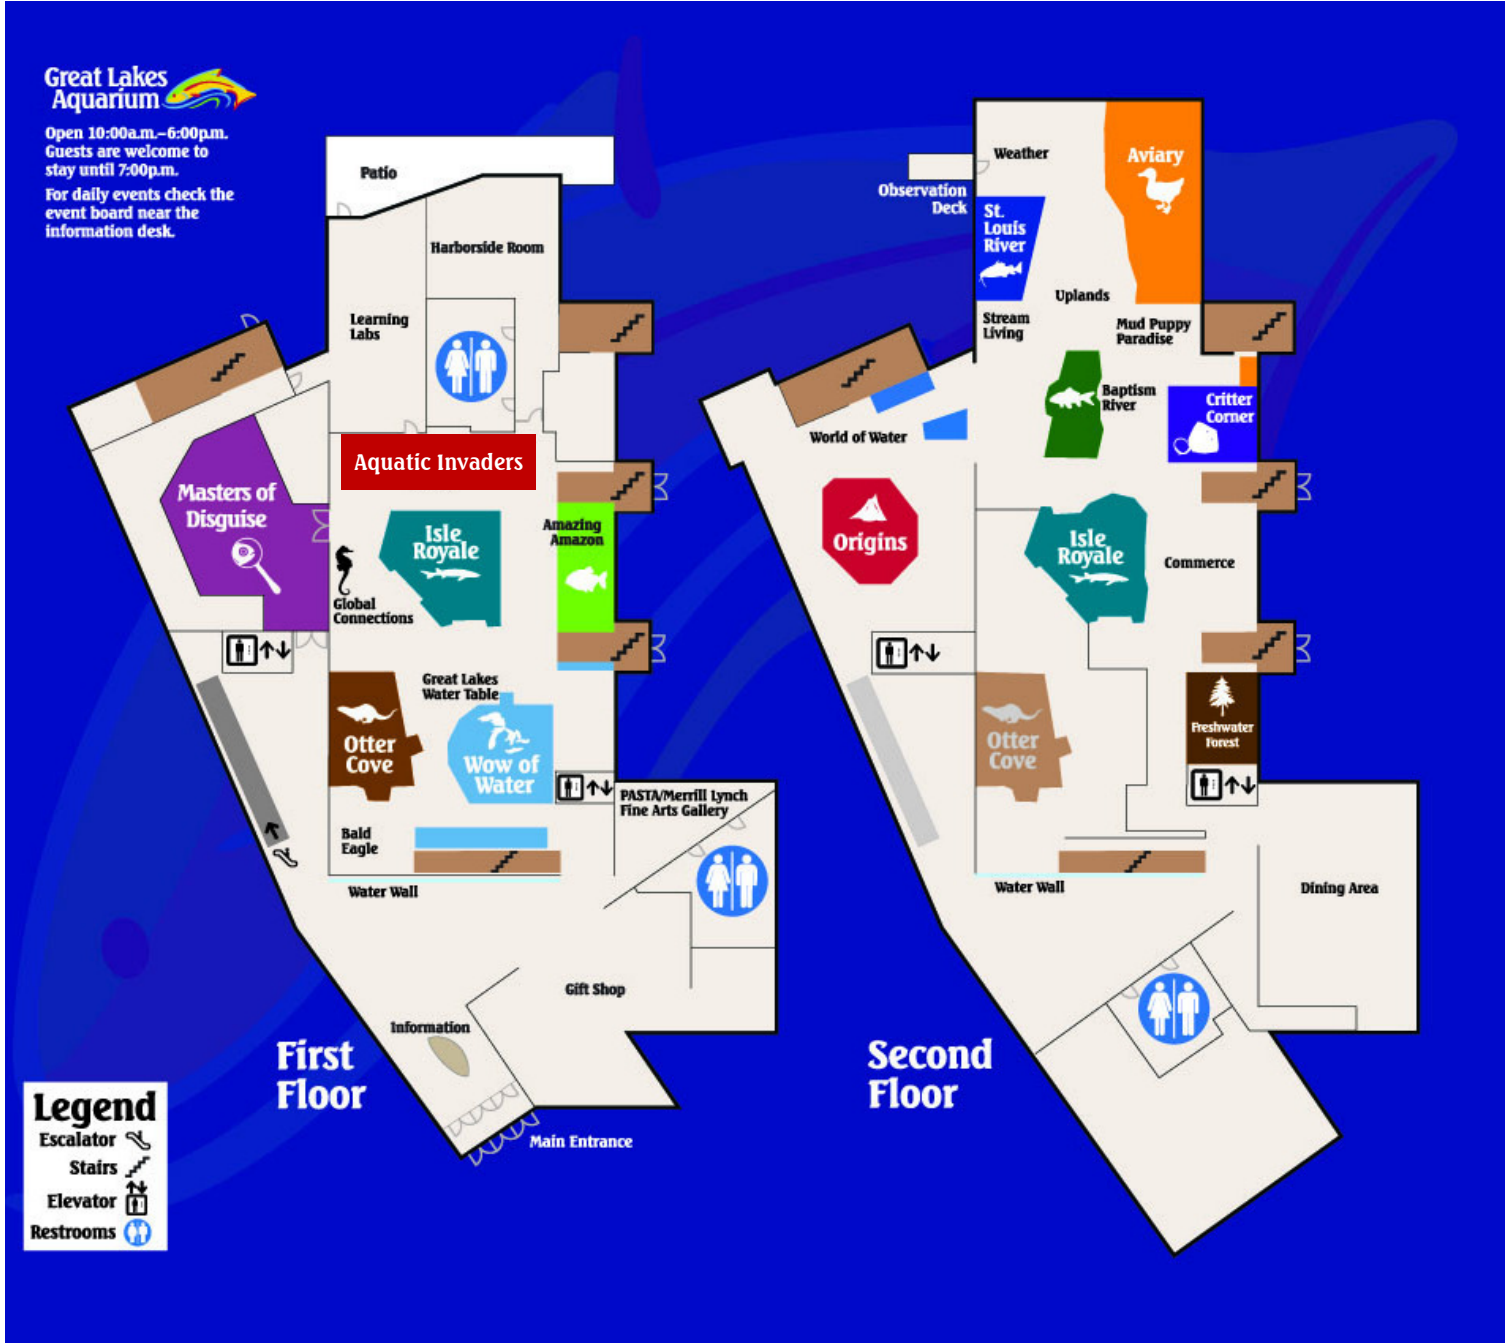 Great Lakes
Aquarium
Open 10:00a.m.–6:00p.m.
Guests are welcome to
stay until 7:00p.m.
For daily events check the
event board near the
information desk.
Patio
Harborside Room
Learning
Labs
Aquatic Invaders
Masters of
Disguise
Isle
Royale
Amazing
Amazon
Global
Connections
Great Lakes
Water Table
Otter
Cove
Wow of
Water
PASTA/Merrill Lynch
Fine Arts Gallery
Bald
Eagle
Water Wall
Gift Shop
Information
Main Entrance
First
Floor
Weather
Aviary
Observation
Deck
St.
Louis
River
Uplands
Stream
Living
Mud Puppy
Paradise
Baptism
River
Critter
Corner
World of Water
Origins
Isle
Royale
Commerce
Otter
Cove
Freshwater
Forest
Water Wall
Dining Area
Second
Floor
Legend
Escalator
Stairs
Elevator
Restrooms